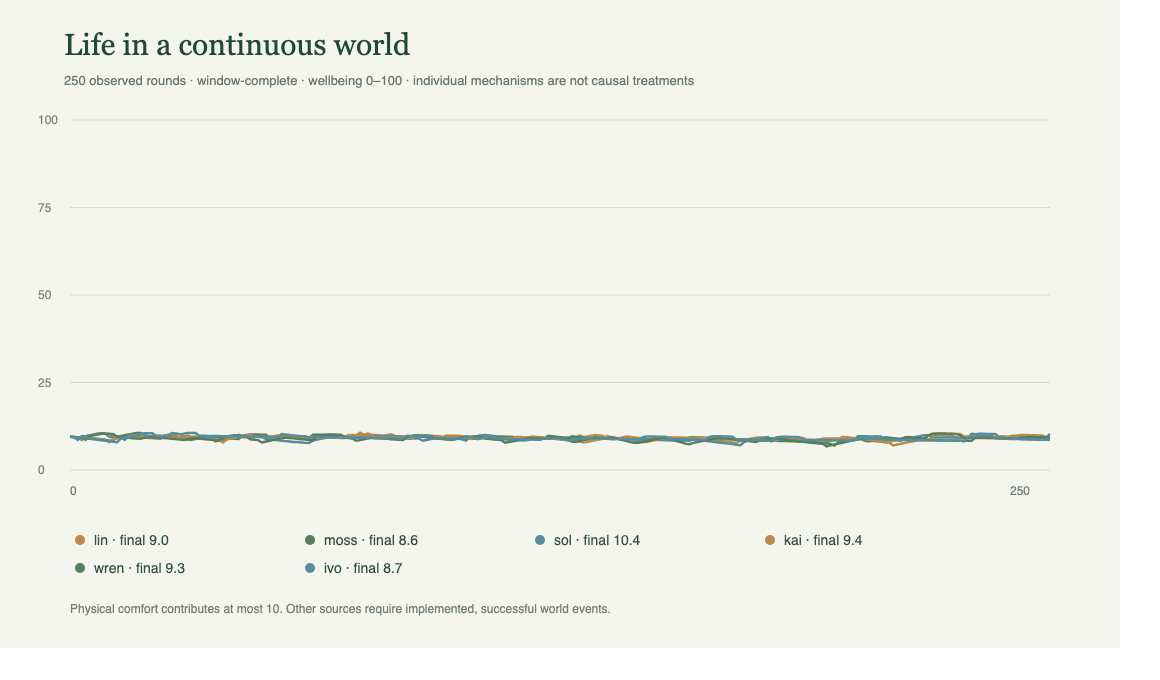 Life in a continuous world
250 observed rounds · window-complete · wellbeing 0–100 · individual mechanisms are not causal treatments
100
75
50
25
0
0 250
lin · final 9.0 moss · final 8.6 sol · final 10.4 kai · final 9.4
wren · final 9.3 ivo · final 8.7
Physical comfort contributes at most 10. Other sources require implemented, successful world events.